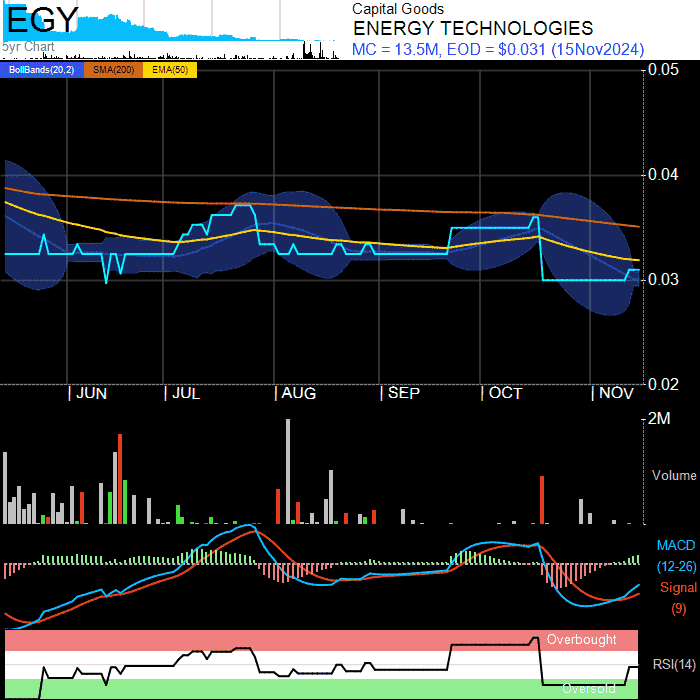 EGY
5yr Chart
Capital Goods
ENERGY TECHNOLOGIES
MC = 13.5M, EOD = $0.031 (15Nov2024)
BollBands(20,2) SMA(200) EMA(50)
0.05
0.04
0.03
0.02
JUN JUL AUG SEP OCT NOV
2M
Volume
MACD
(12-26)
Signal
(9)
Overbought
RSI(14)
Oversold